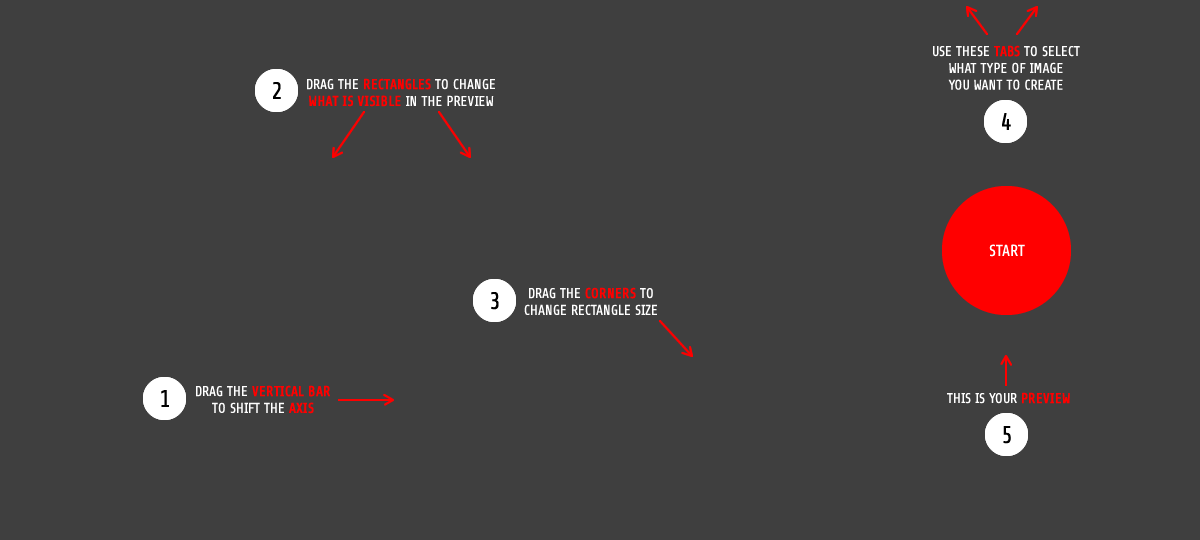 2
DRAG THE RECTANGLES TO CHANGE
WHAT IS VISIBLE IN THE PREVIEW
USE THESE TABS TO SELECT
WHAT TYPE OF IMAGE
YOU WANT TO CREATE
4
START
3
DRAG THE CORNERS TO
CHANGE RECTANGLE SIZE
1
DRAG THE VERTICAL BAR
TO SHIFT THE AXIS
THIS IS YOUR PREVIEW
5